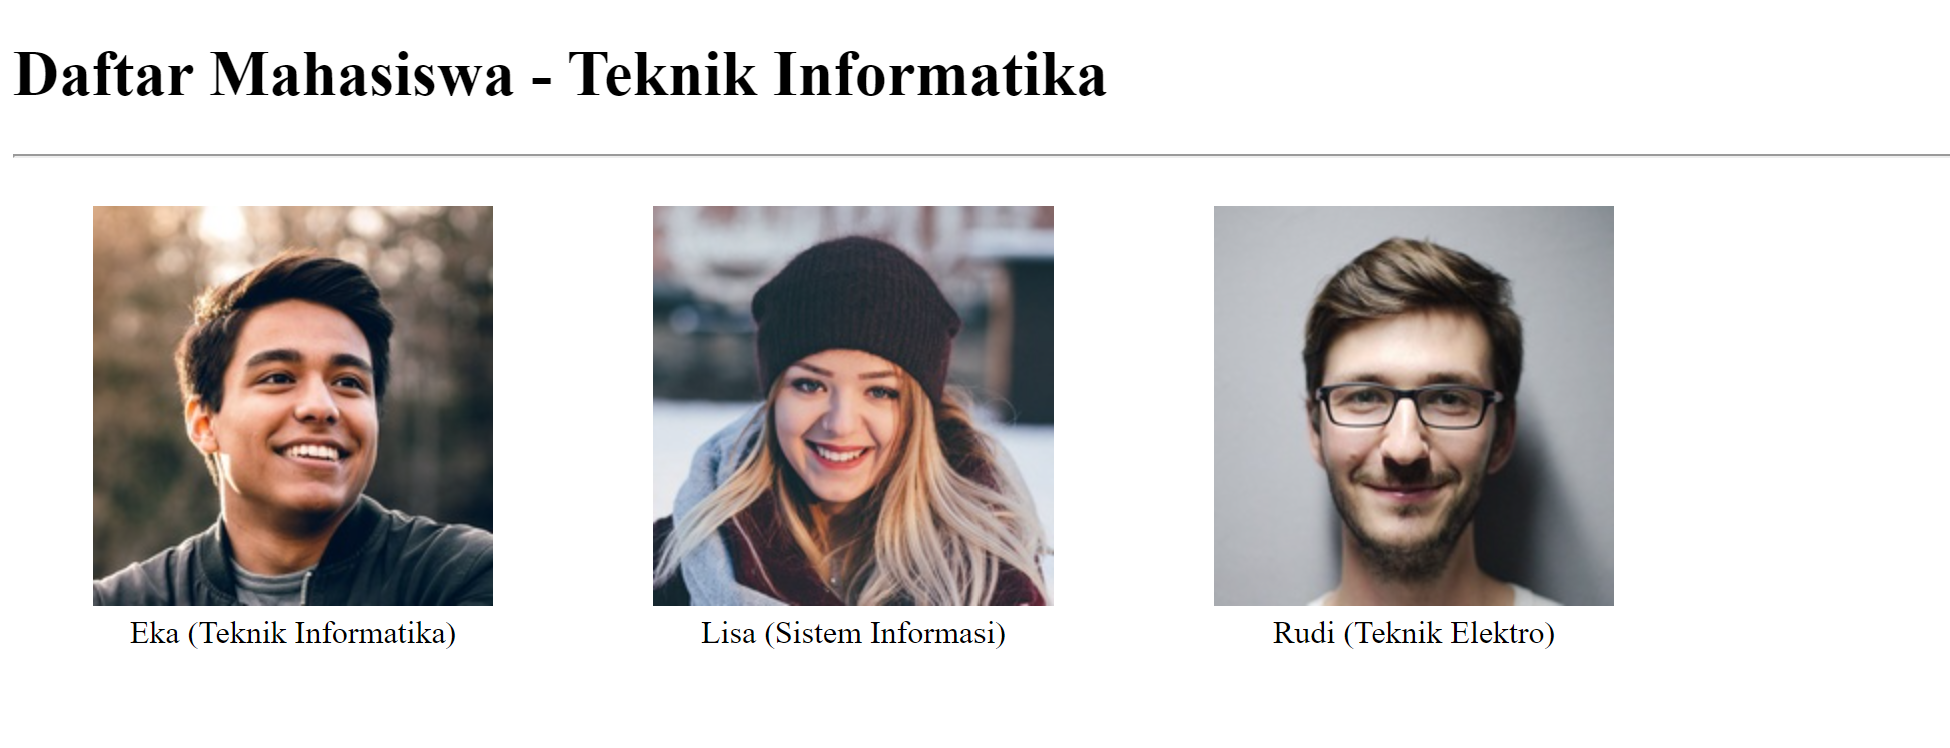 Daftar Mahasiswa - Teknik Informatika
Eka (Teknik Informatika)
Lisa (Sistem Informasi)
Rudi (Teknik Elektro)